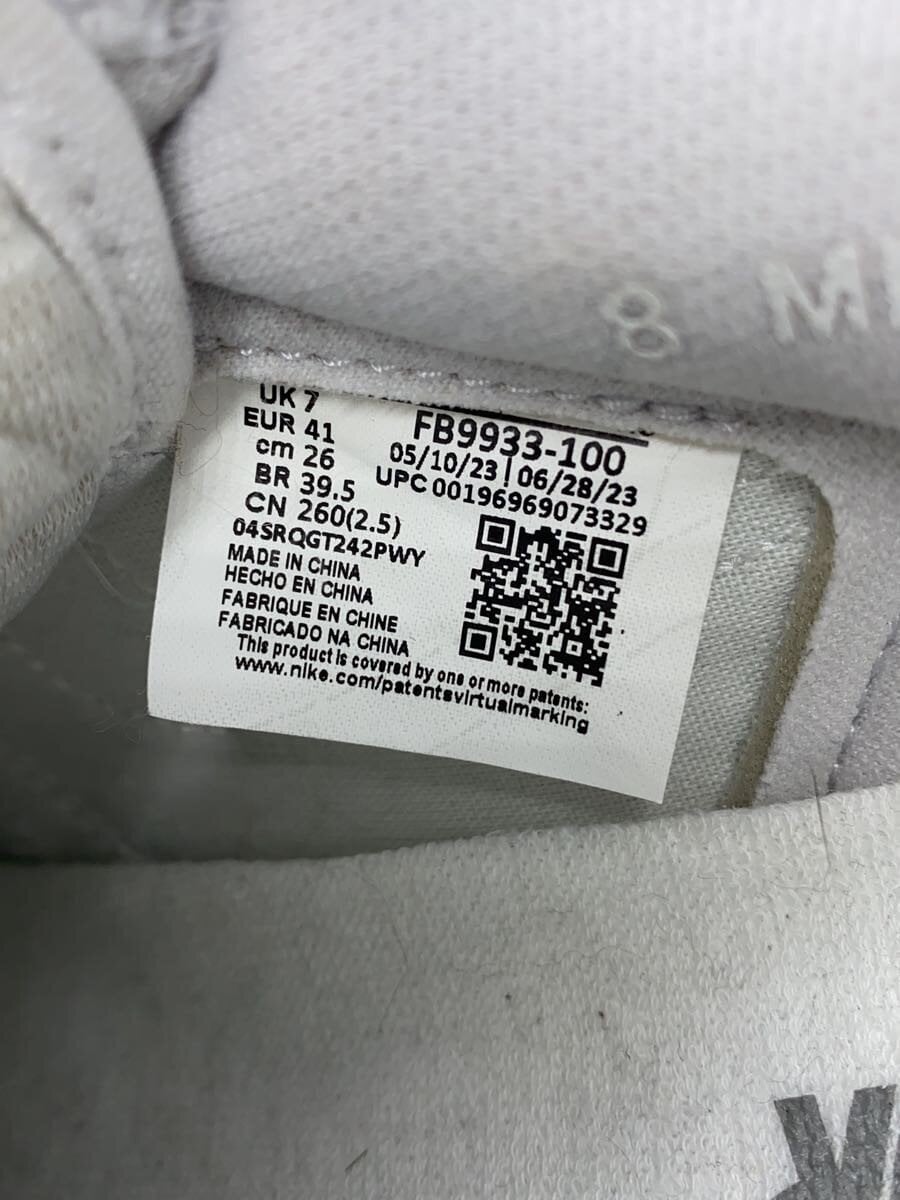 8 M
UK 7
EUR 41
cm 26
BR 39.5
CN 260(2.5)
04SRQGT242PWY
MADE IN CHINA
HECHO EN CHINA
FABRIQUE EN CHINE
FABRICADO NA CHINA
FB9933-100
05/10/23 | 06/28/23
UPC 00196969073329
This product is covered by one or more patents:
www.nike.com/patentsvirtualmarking